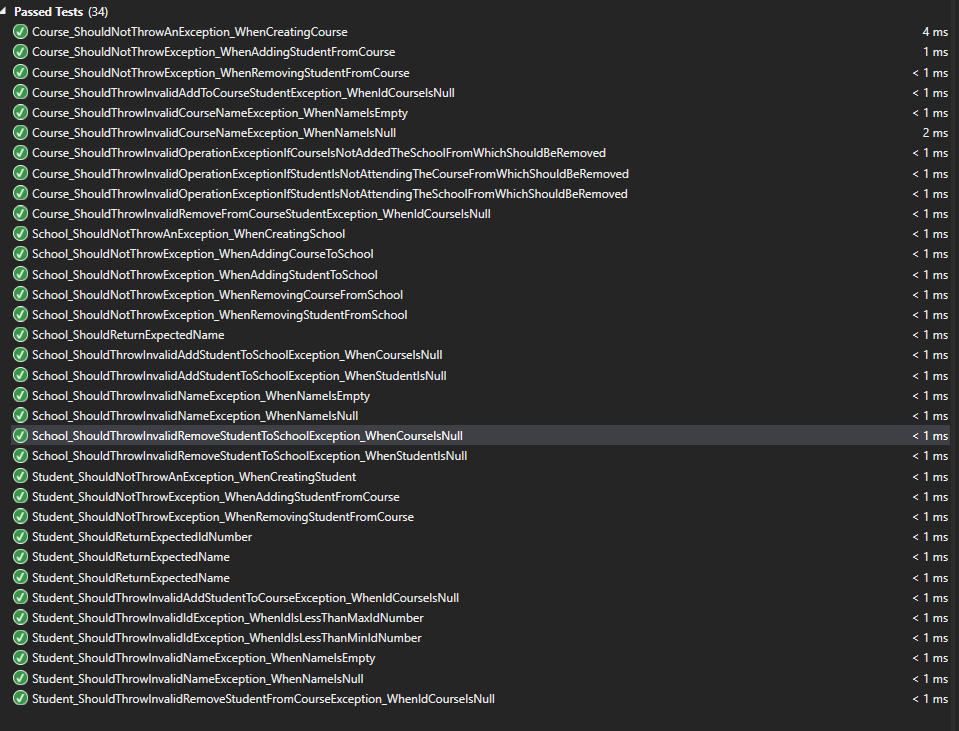 Passed Tests (34)
Course_ShouldNotThrowAnException_WhenCreatingCourse 4 ms
Course_ShouldNotThrowException_WhenAddingStudentFromCourse 1 ms
Course_ShouldNotThrowException_WhenRemovingStudentFromCourse < 1 ms
Course_ShouldThrowInvalidAddToCourseStudentException_WhenIdCourseIsNull < 1 ms
Course_ShouldThrowInvalidCourseNameException_WhenNameIsEmpty < 1 ms
Course_ShouldThrowInvalidCourseNameException_WhenNameIsNull 2 ms
Course_ShouldThrowInvalidOperationExceptionIfCourseIsNotAddedTheSchoolFromWhichShouldBeRemoved < 1 ms
Course_ShouldThrowInvalidOperationExceptionIfStudentIsNotAttendingTheCourseFromWhichShouldBeRemoved < 1 ms
Course_ShouldThrowInvalidOperationExceptionIfStudentIsNotAttendingTheSchoolFromWhichShouldBeRemoved < 1 ms
Course_ShouldThrowInvalidRemoveFromCourseStudentException_WhenIdCourseIsNull < 1 ms
School_ShouldNotThrowAnException_WhenCreatingSchool < 1 ms
School_ShouldNotThrowException_WhenAddingCourseToSchool < 1 ms
School_ShouldNotThrowException_WhenAddingStudentToSchool < 1 ms
School_ShouldNotThrowException_WhenRemovingCourseFromSchool < 1 ms
School_ShouldNotThrowException_WhenRemovingStudentFromSchool < 1 ms
School_ShouldReturnExpectedName < 1 ms
School_ShouldThrowInvalidAddStudentToSchoolException_WhenCourseIsNull < 1 ms
School_ShouldThrowInvalidAddStudentToSchoolException_WhenStudentIsNull < 1 ms
School_ShouldThrowInvalidNameException_WhenNameIsEmpty < 1 ms
School_ShouldThrowInvalidNameException_WhenNameIsNull < 1 ms
School_ShouldThrowInvalidRemoveStudentToSchoolException_WhenCourseIsNull < 1 ms
School_ShouldThrowInvalidRemoveStudentToSchoolException_WhenStudentIsNull < 1 ms
Student_ShouldNotThrowAnException_WhenCreatingStudent < 1 ms
Student_ShouldNotThrowException_WhenAddingStudentFromCourse < 1 ms
Student_ShouldNotThrowException_WhenRemovingStudentFromCourse < 1 ms
Student_ShouldReturnExpectedIdNumber < 1 ms
Student_ShouldReturnExpectedName < 1 ms
Student_ShouldReturnExpectedName < 1 ms
Student_ShouldThrowInvalidAddStudentToCourseException_WhenIdCourseIsNull < 1 ms
Student_ShouldThrowInvalidIdException_WhenIdIsLessThanMaxIdNumber < 1 ms
Student_ShouldThrowInvalidIdException_WhenIdIsLessThanMinIdNumber < 1 ms
Student_ShouldThrowInvalidNameException_WhenNameIsEmpty < 1 ms
Student_ShouldThrowInvalidNameException_WhenNameIsNull < 1 ms
Student_ShouldThrowInvalidRemoveStudentFromCourseException_WhenIdCourseIsNull < 1 ms